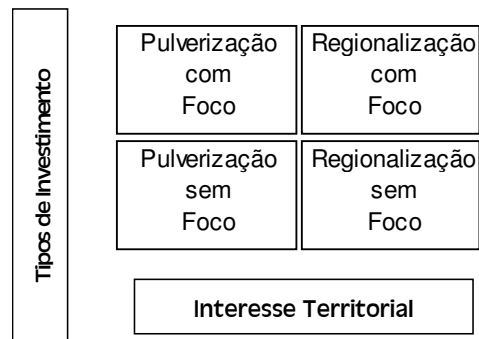 Tipos de Investimento
Pulverização
com
Foco
Regionalização
com
Foco
Pulverização
sem
Foco
Regionalização
sem
Foco
Interesse Territorial